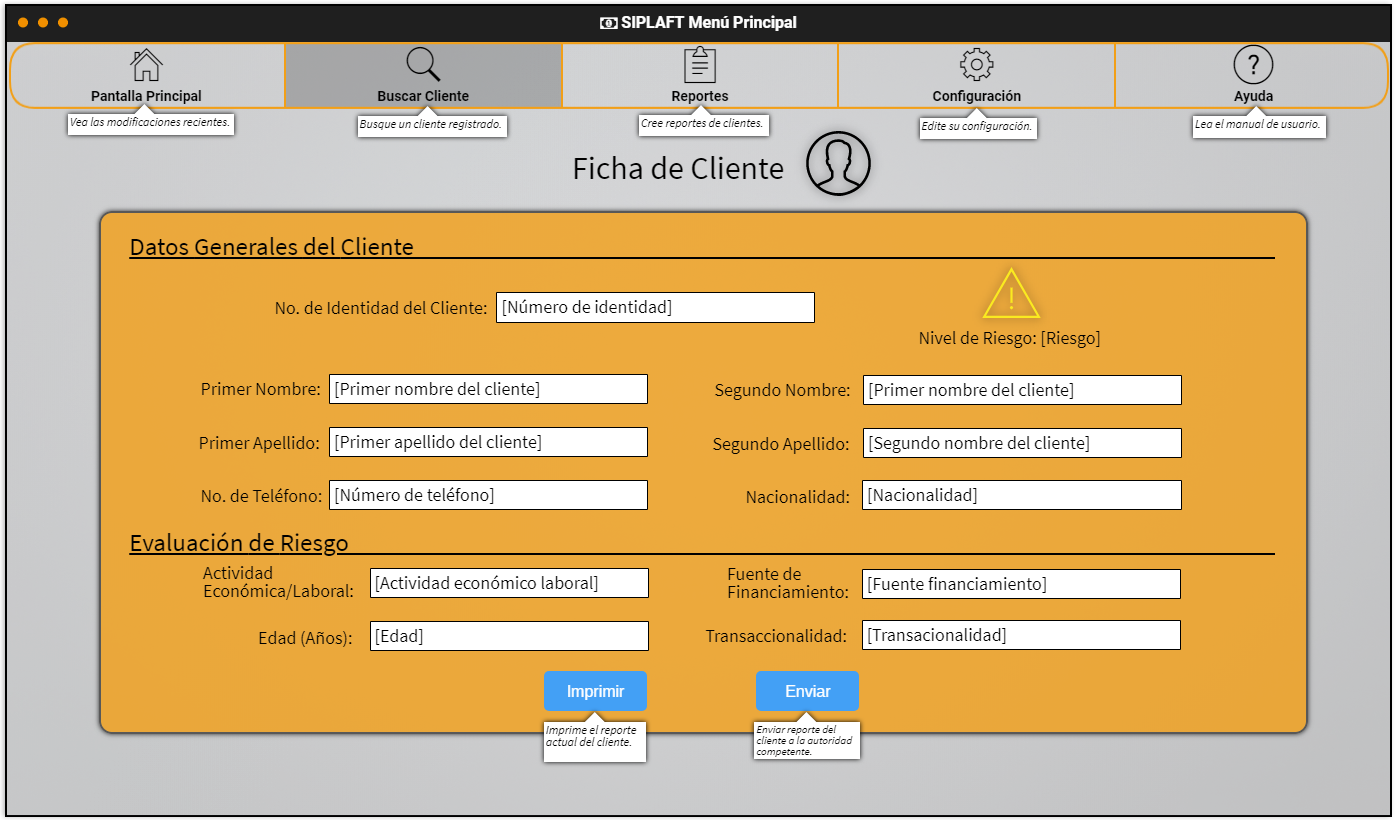 SIPLAFT Menú Principal
Pantalla Principal
Buscar Cliente
Reportes
Configuración
Ayuda
Vea las modificaciones recientes.
Busque un cliente registrado.
Cree reportes de clientes.
Edite su configuración.
Lea el manual de usuario.
Ficha de Cliente
Datos Generales del Cliente
No. de Identidad del Cliente: [Número de identidad]
Nivel de Riesgo: [Riesgo]
Primer Nombre: [Primer nombre del cliente]
Segundo Nombre: [Primer nombre del cliente]
Primer Apellido: [Primer apellido del cliente]
Segundo Apellido: [Segundo nombre del cliente]
No. de Teléfono: [Número de teléfono]
Nacionalidad: [Nacionalidad]
Evaluación de Riesgo
Actividad
Económica/Laboral: [Actividad económico laboral]
Fuente de
Financiamiento: [Fuente financiamiento]
Edad (Años): [Edad]
Transaccionalidad: [Transacionalidad]
Imprimir
Enviar
Imprime el reporte
actual del cliente.
Enviar reporte del
cliente a la autoridad
competente.